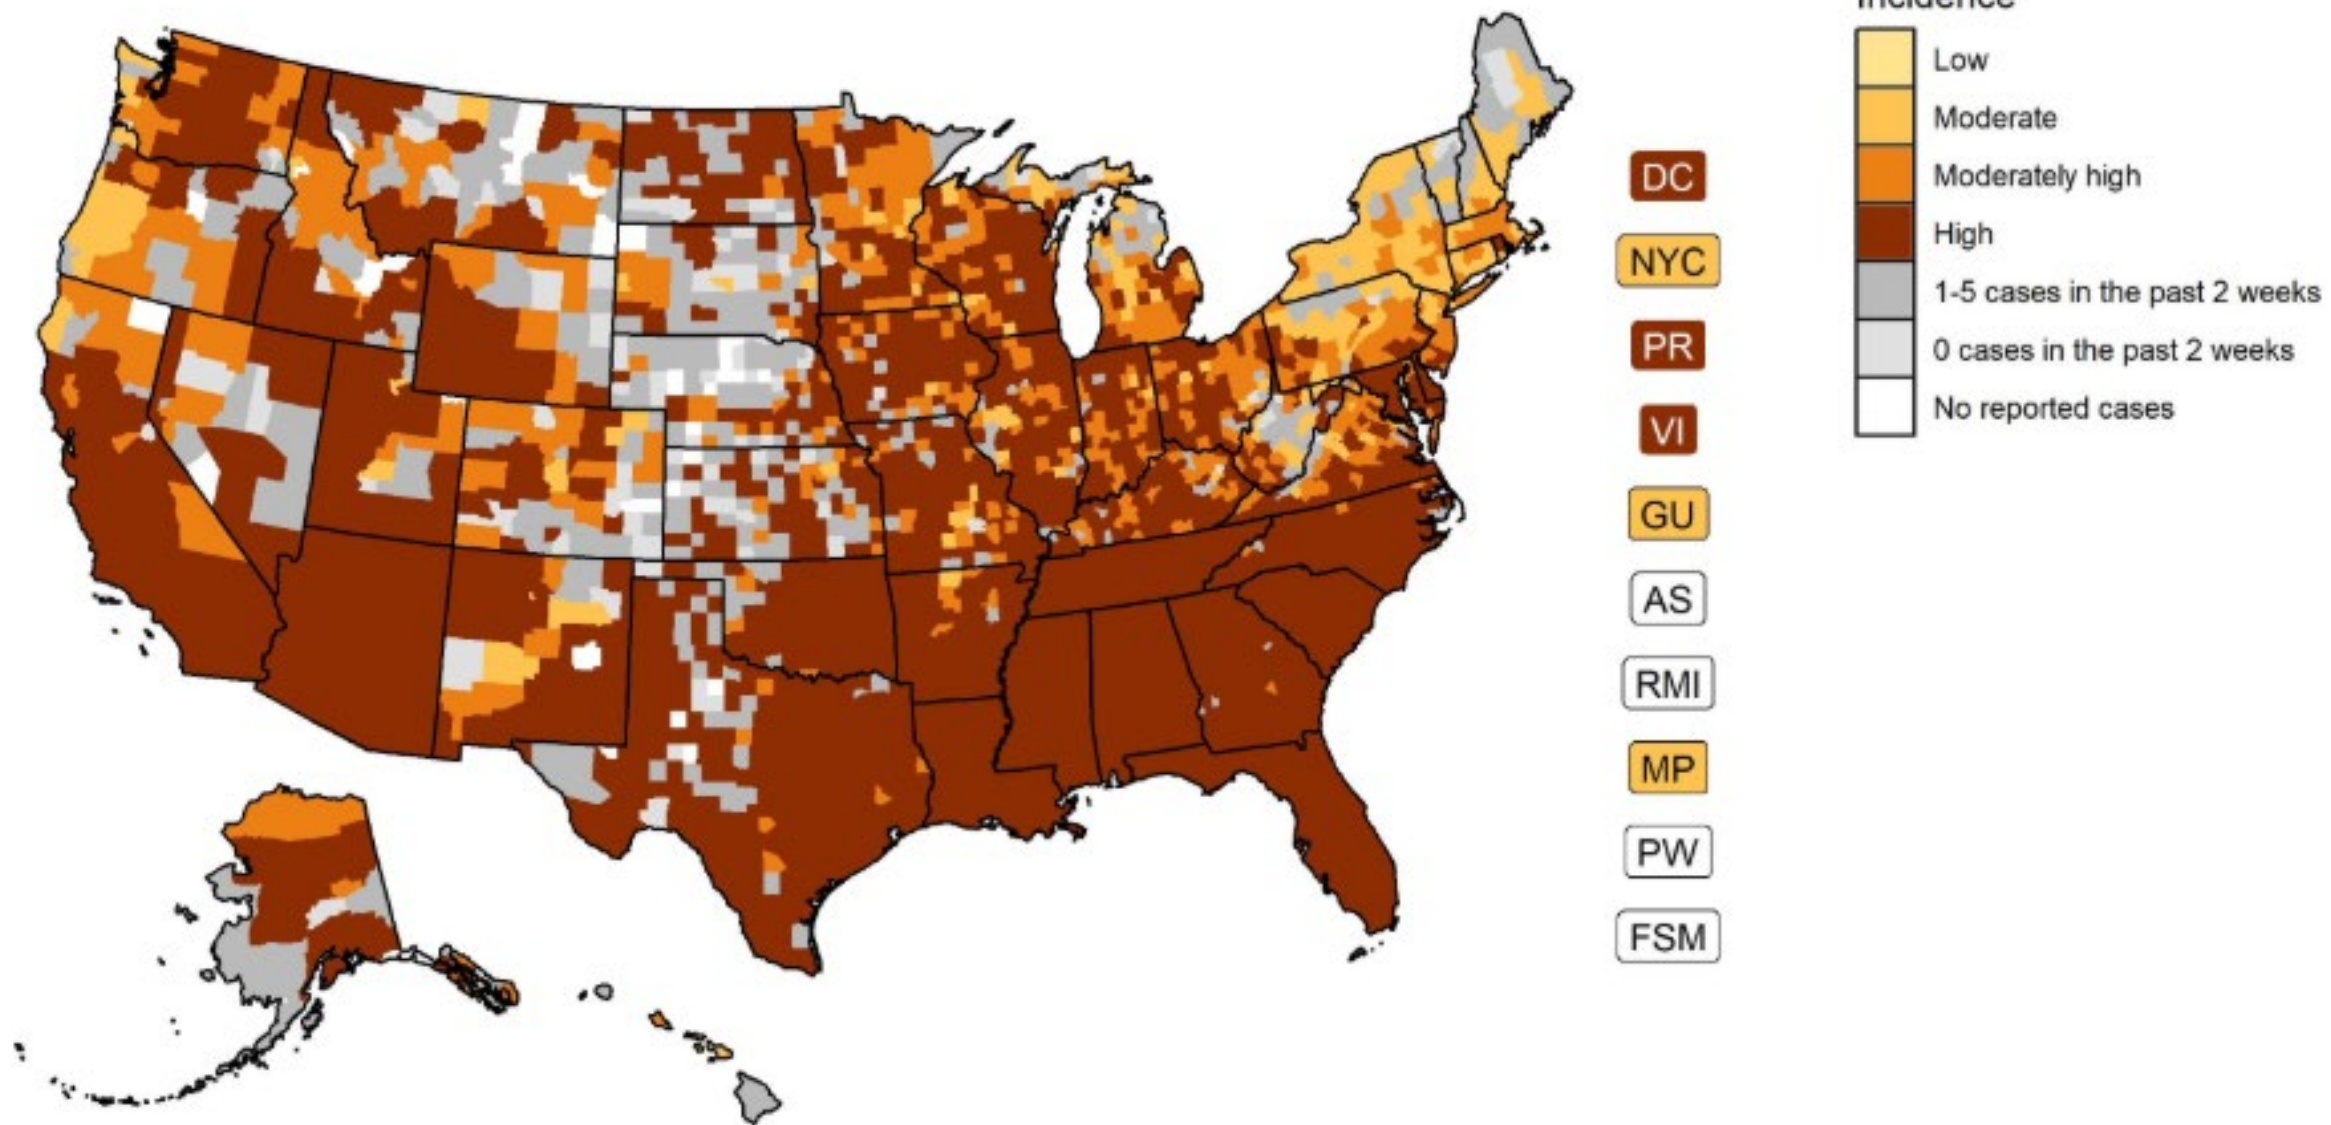 Incidence
Low
Moderate
Moderately high
High
1-5 cases in the past 2 weeks
0 cases in the past 2 weeks
No reported cases
DC
NYC
PR
VI
GU
AS
RMI
MP
PW
FSM